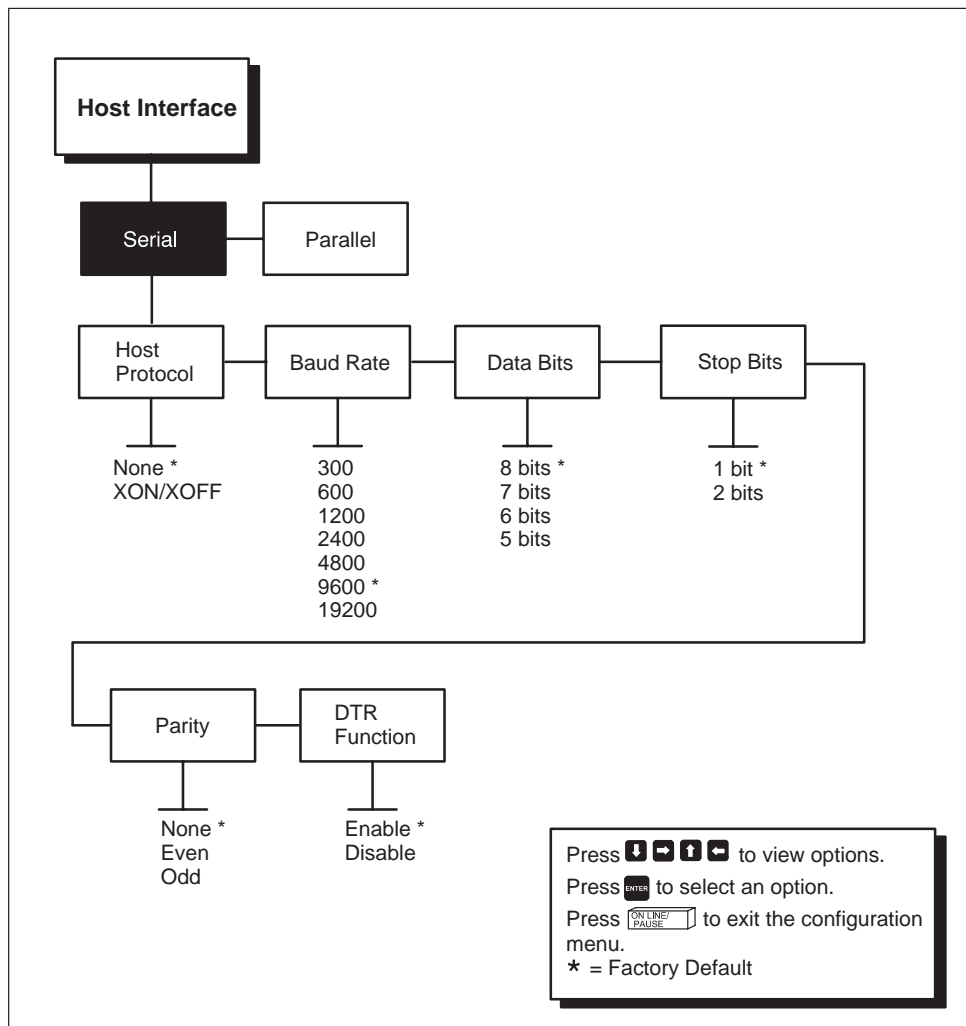 Host Interface
Serial
Parallel
Host
Protocol
Baud Rate
Data Bits
Stop Bits
None *
XON/XOFF
300
600
1200
2400
4800
9600 *
19200
8 bits *
7 bits
6 bits
5 bits
1 bit *
2 bits
Parity
DTR
Function
None *
Even
Odd
Enable *
Disable
Press to view options.
Press ENTER to select an option.
Press ON LINE/ PAUSE to exit the configuration
menu.
* = Factory Default